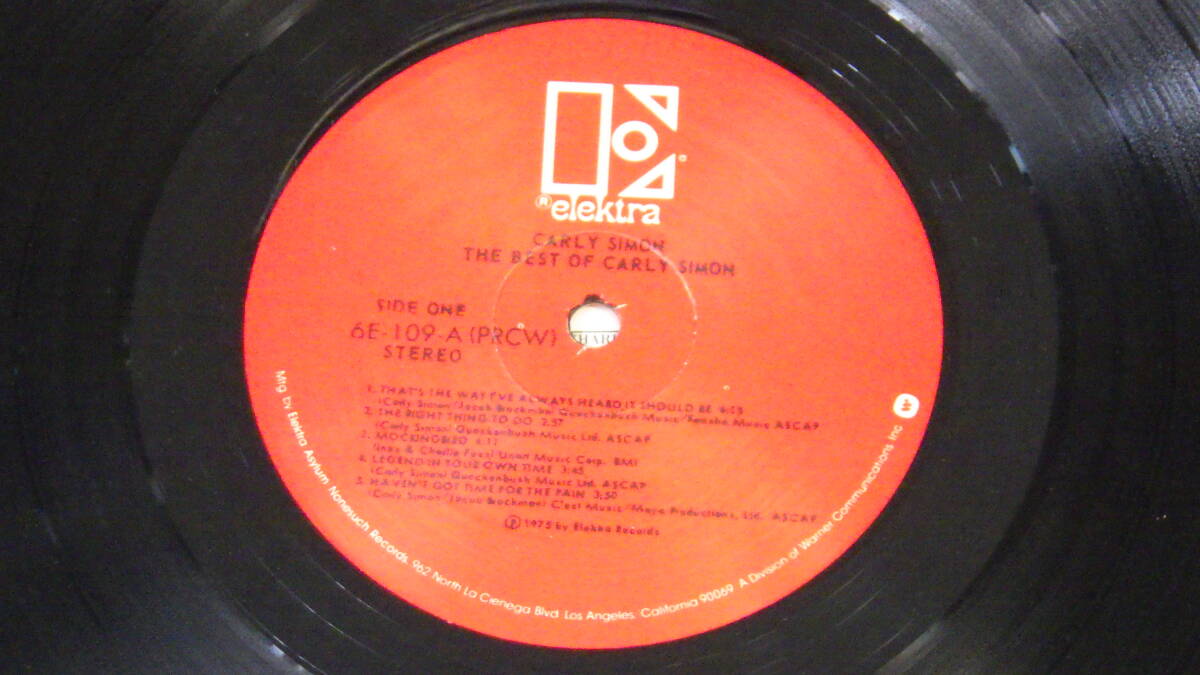 ® elektra
CARLY SIMON
THE BEST OF CARLY SIMON
SIDE ONE
6E-109-A (PRCW)
STEREO
1. THAT'S THE WAY I'VE ALWAYS HEARD IT SHOULD BE
(Carly Simon/Jacob Brackman) Quackenbush Music/Kensho Music ASCAP
2. THE RIGHT THING TO DO 2:57
(Carly Simon) Quackenbush Music Ltd. ASCAP
3. MOCKINGBIRD
(Inez & Charlie Foxx) Unart Music Corp. BMI
4. LEGEND IN YOUR OWN TIME 3:45
(Carly Simon) Quackenbush Music Ltd. ASCAP
5. HAVEN'T GOT TIME FOR THE PAIN 3:50
(Carly Simon/Jacob Brackman) C'est Music/Maya Productions, Ltd. ASCAP
℗ 1975 by Elektra Records
Mfg by Elektra Asylum Nonesuch Records, 962 North La Cienega Blvd. Los Angeles, California 90069 A Division of Warner Communications Inc
HARI